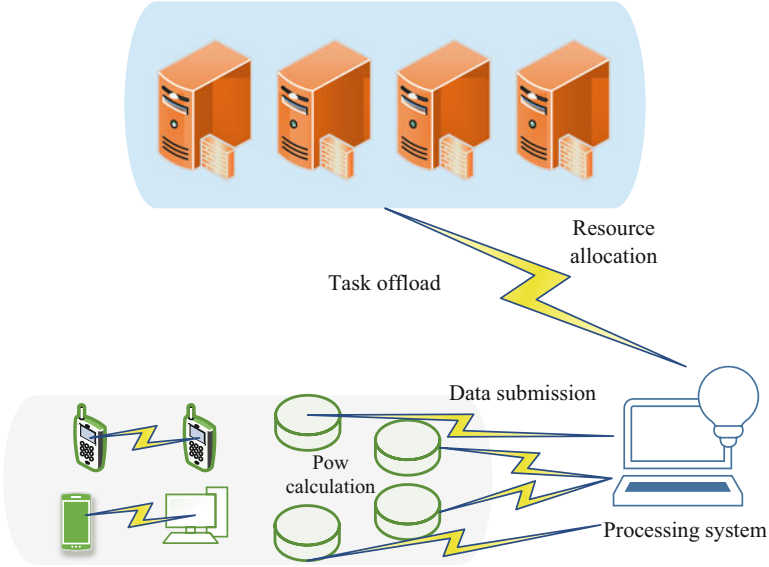 Resource
allocation
Task offload
Data submission
Pow
calculation
Processing system